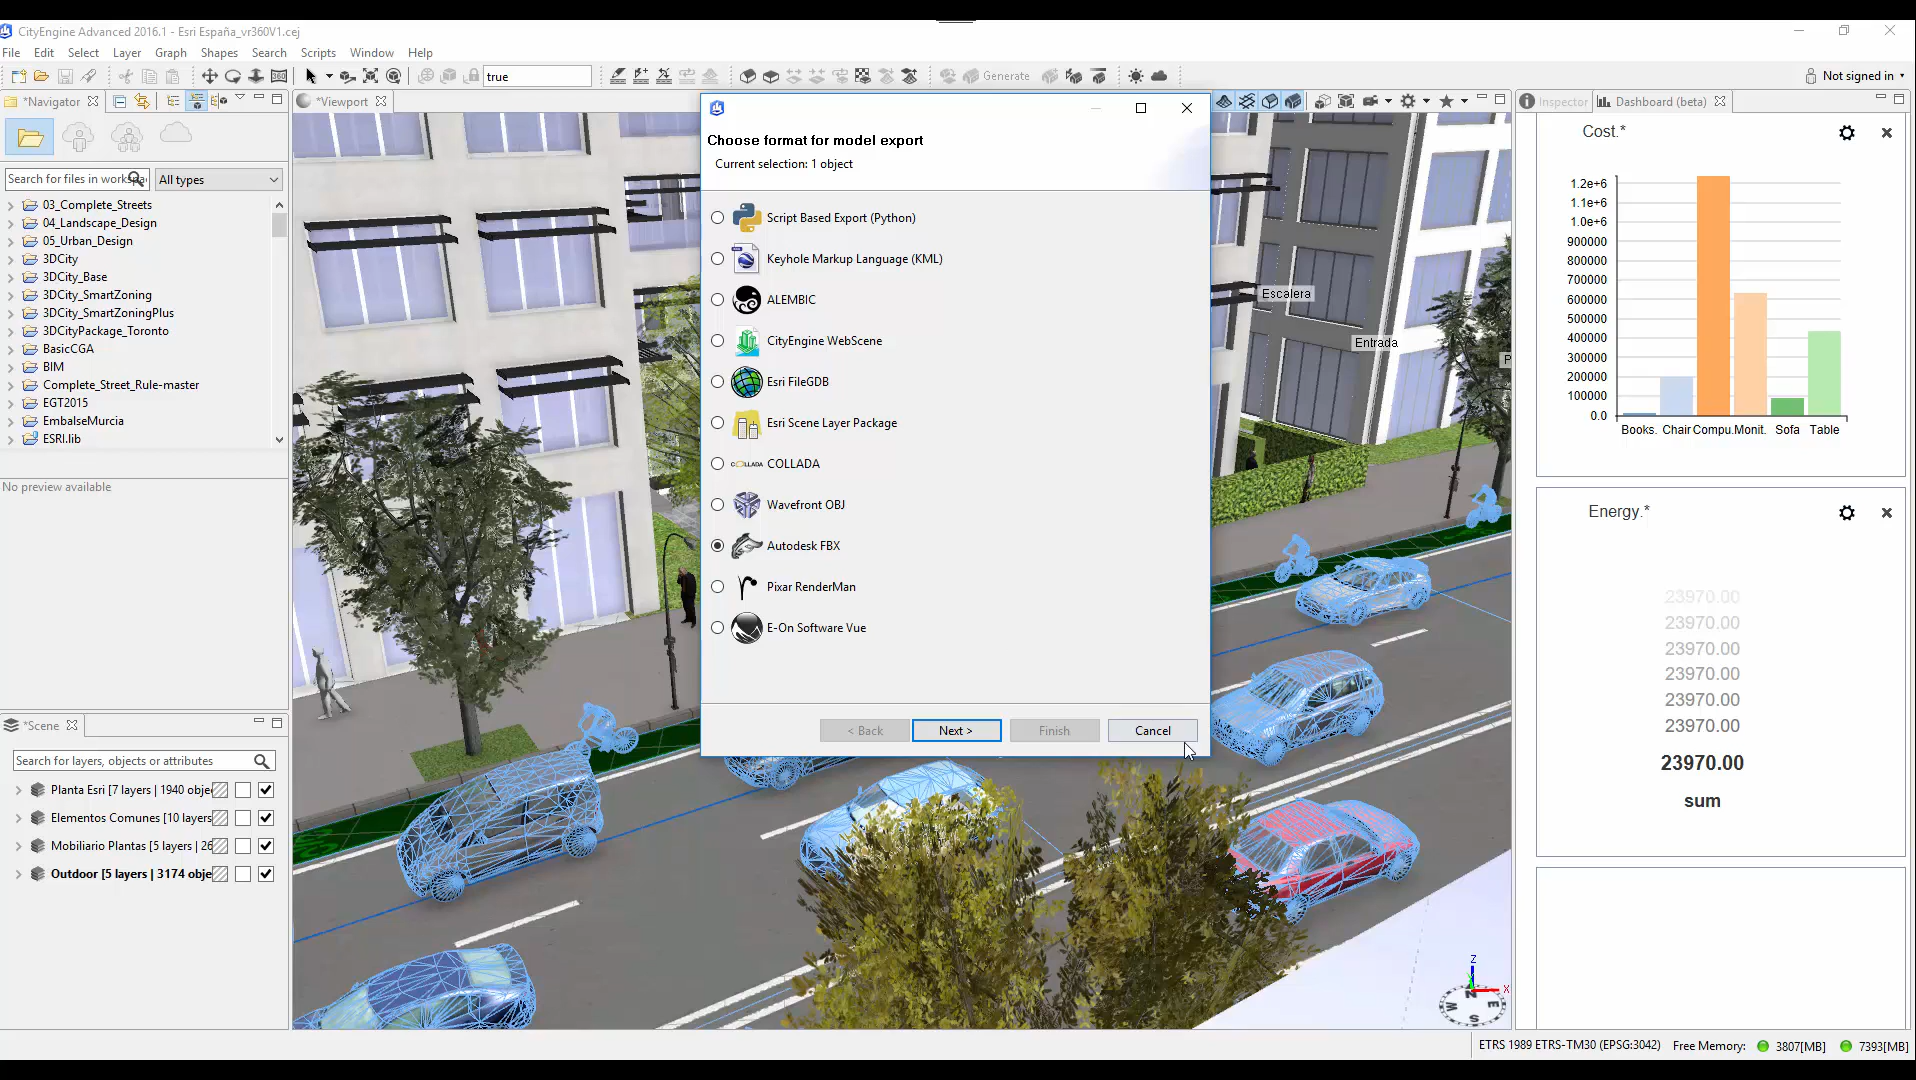 CityEngine Advanced 2016.1 - Esri España_vr360V1.cej
File Edit Select Layer Graph Shapes Search Scripts Window Help
true
Generate
Not signed in
*Navigator
*Viewport
Inspector
Dashboard (beta)
Search for files in workspa
All types
03_Complete_Streets
04_Landscape_Design
05_Urban_Design
3DCity
3DCity_Base
3DCity_SmartZoning
3DCity_SmartZoningPlus
3DCityPackage_Toronto
BasicCGA
BIM
Complete_Street_Rule-master
EGT2015
EmbalseMurcia
ESRI.lib
No preview available
*Scene
Search for layers, objects or attributes
Planta Esri [7 layers | 1940 obje
Elementos Comunes [10 layers
Mobiliario Plantas [5 layers | 26
Outdoor [5 layers | 3174 obje
Choose format for model export
Current selection: 1 object
Script Based Export (Python)
Keyhole Markup Language (KML)
ALEMBIC
CityEngine WebScene
Esri FileGDB
Esri Scene Layer Package
COLLADA COLLADA
Wavefront OBJ
Autodesk FBX
Pixar RenderMan
E-On Software Vue
< Back
Next >
Finish
Cancel
Escalera
Entrada
P
Z
X
N
E
S
W
Cost.*
1.2e+6
1.1e+6
1.0e+6
900000
800000
700000
600000
500000
400000
300000
200000
100000
0.0
Books. Chair Compu. Monit. Sofa Table
Energy.*
23970.00
23970.00
23970.00
23970.00
23970.00
23970.00
23970.00
sum
ETRS 1989 ETRS-TM30 (EPSG:3042) Free Memory: 3807[MB] 7393[MB]